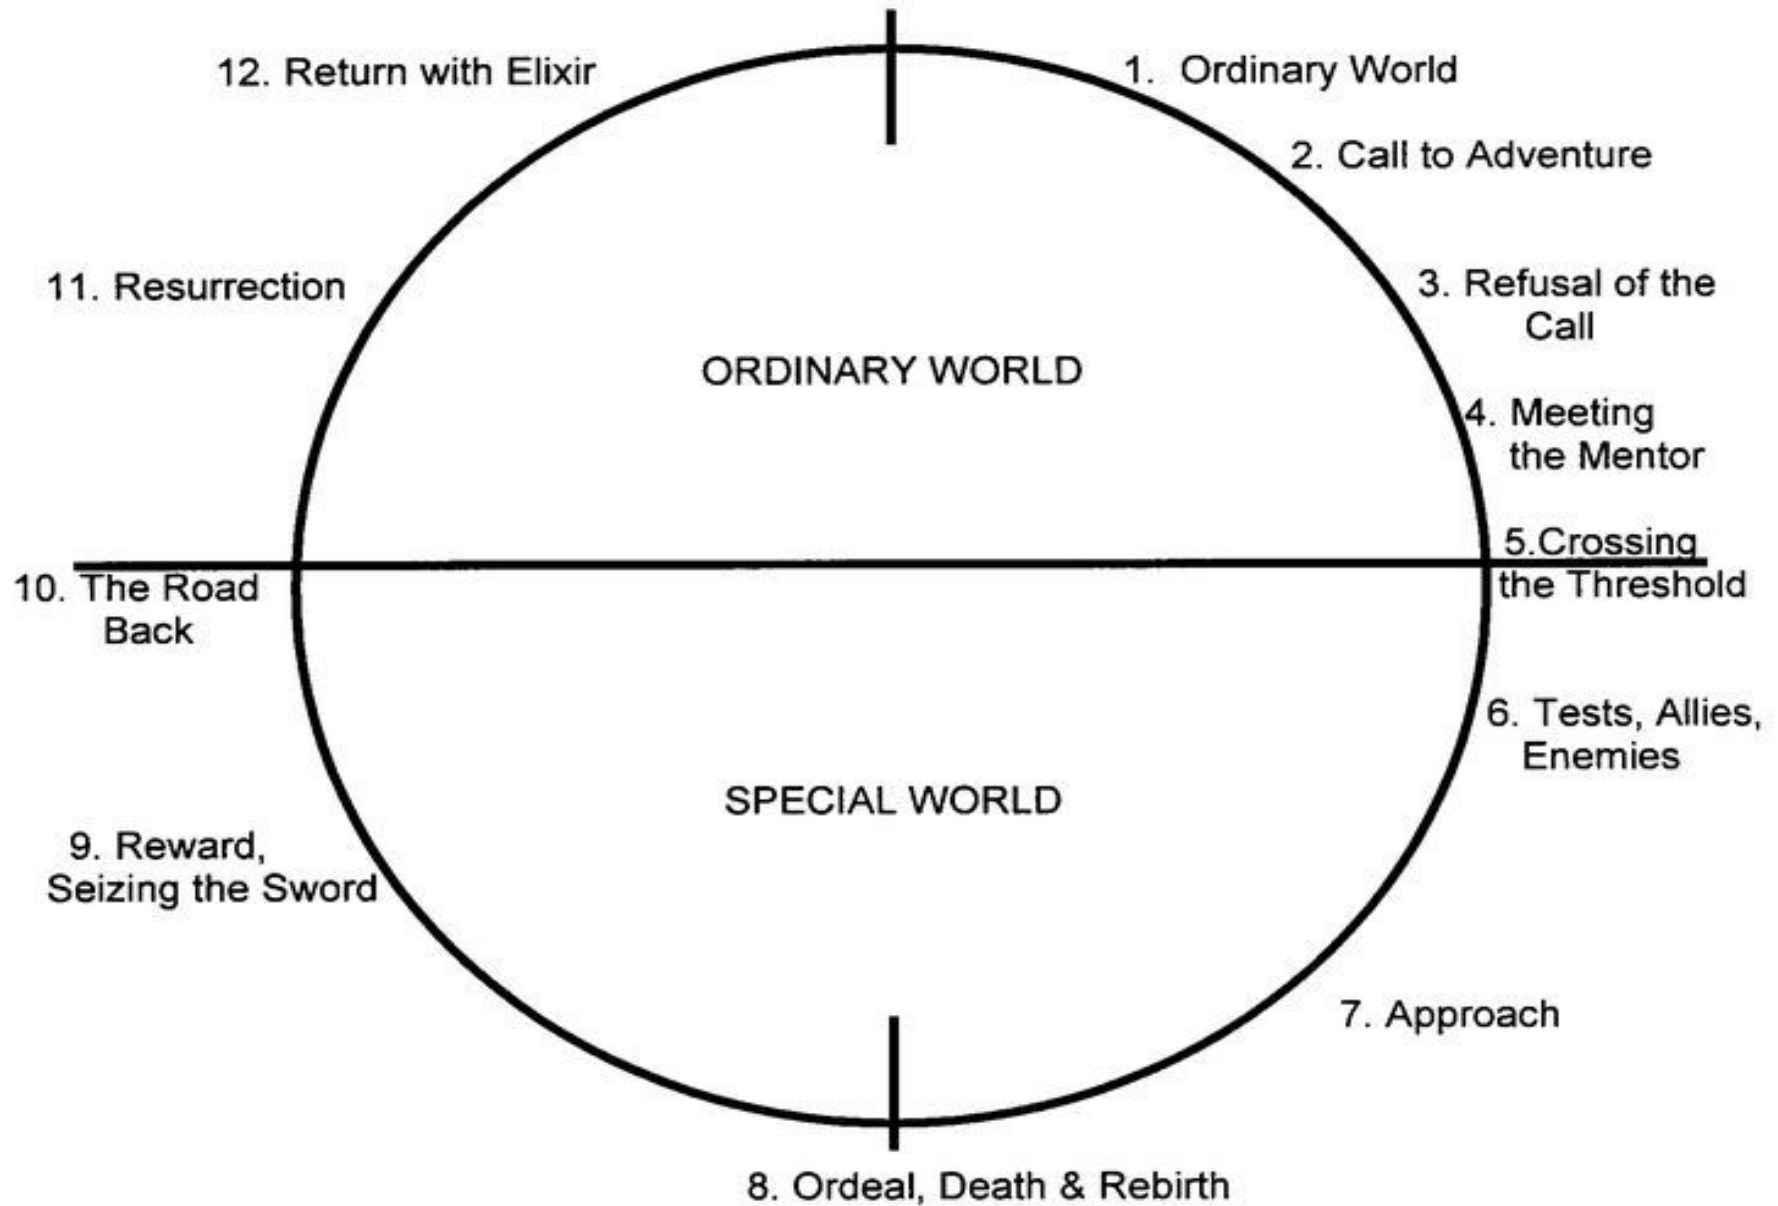 12. Return with Elixir
1. Ordinary World
2. Call to Adventure
3. Refusal of the
Call
11. Resurrection
ORDINARY WORLD
4. Meeting
the Mentor
5.Crossing
the Threshold
10. The Road
Back
6. Tests, Allies,
Enemies
SPECIAL WORLD
9. Reward,
Seizing the Sword
7. Approach
8. Ordeal, Death & Rebirth